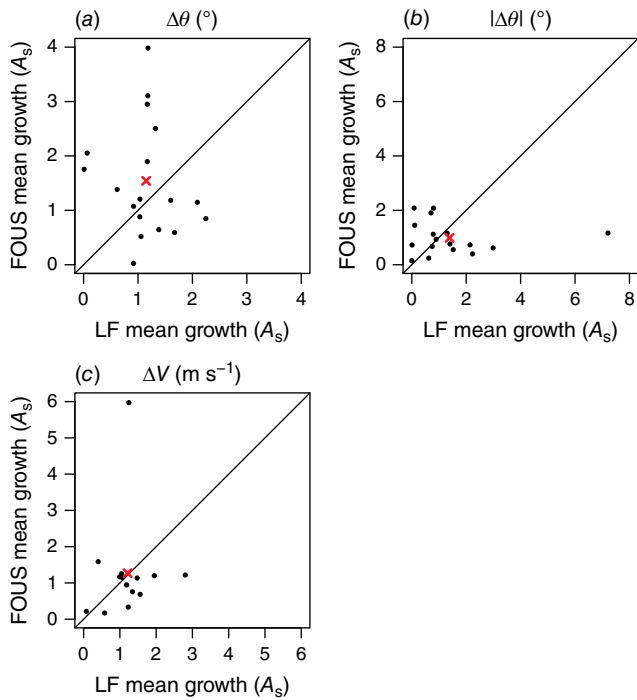 (a) Δθ (°)
FOUS mean growth (Aₛ)
4
3
2
1
0
0 1 2 3 4
LF mean growth (Aₛ)
(b) |Δθ| (°)
FOUS mean growth (Aₛ)
8
6
4
2
0
0 2 4 6 8
LF mean growth (Aₛ)
(c) ΔV (m s⁻¹)
FOUS mean growth (Aₛ)
6
5
4
3
2
1
0
0 1 2 3 4 5 6
LF mean growth (Aₛ)